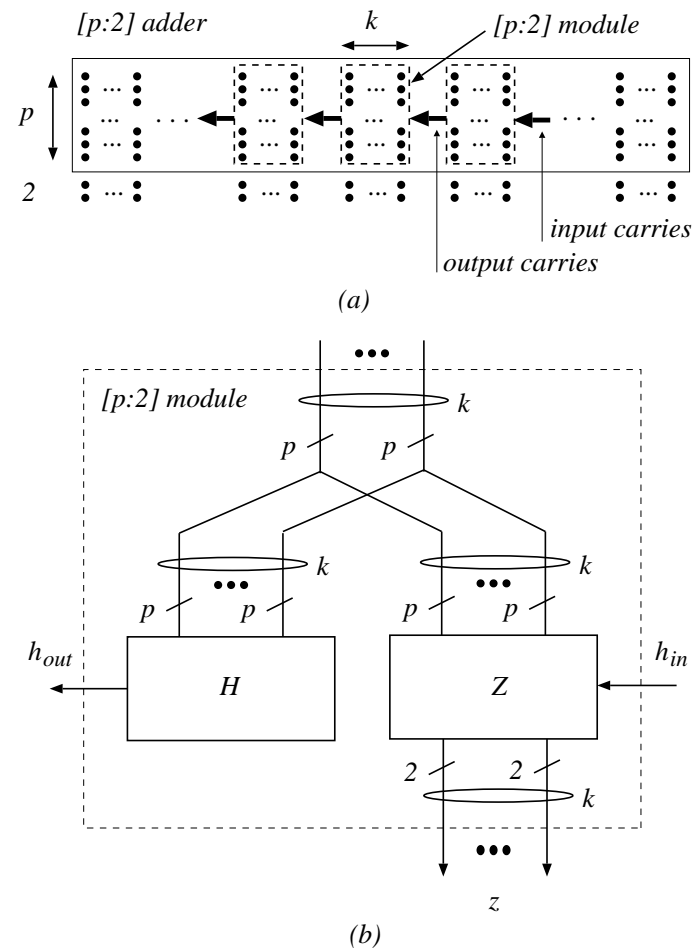 [p:2] adder
k
[p:2] module
p
2
input carries
output carries
(a)
[p:2] module
k
p p
k k
p p p p
h_out H Z h_in
2 2
k
z
(b)